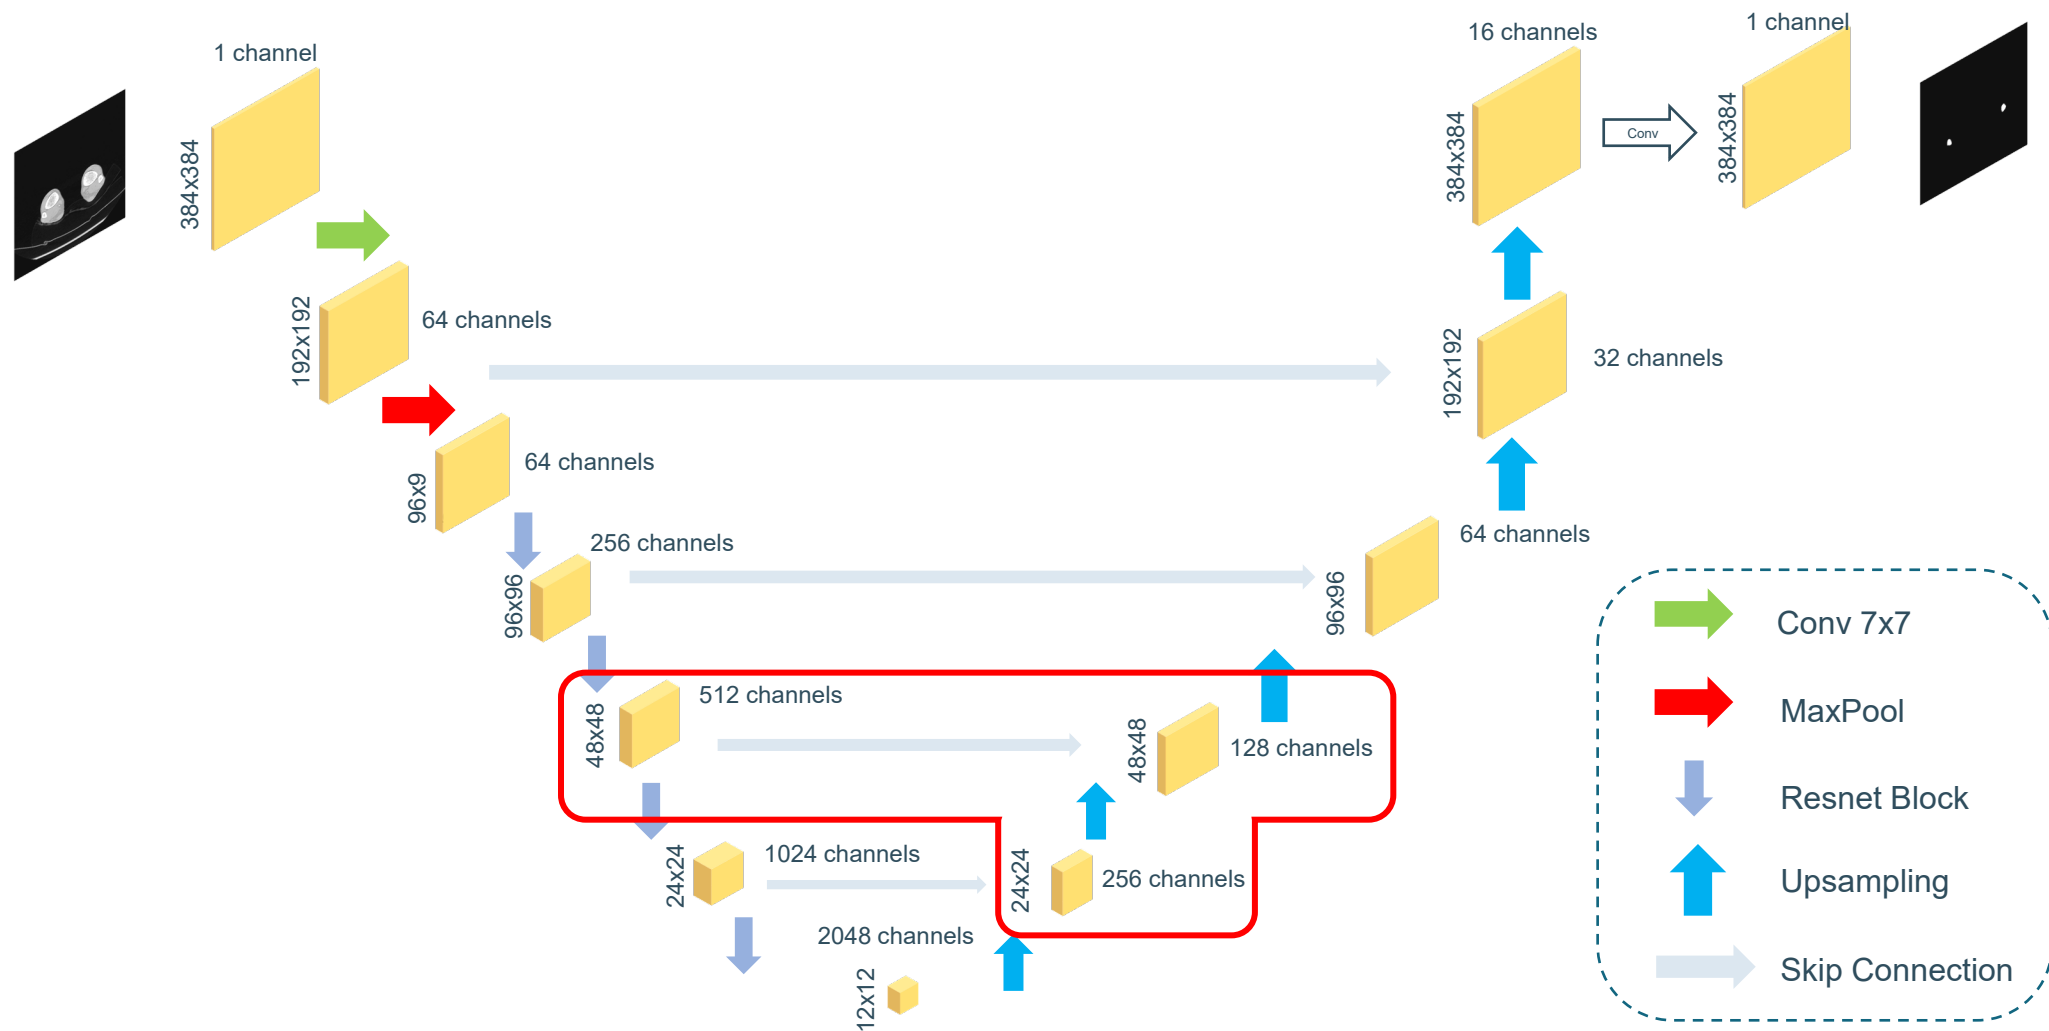 1 channel
384x384
192x192
64 channels
96x9
64 channels
96x96
256 channels
48x48
512 channels
24x24
1024 channels
12x12
2048 channels
24x24
256 channels
48x48
128 channels
96x96
64 channels
192x192
32 channels
16 channels
384x384
Conv
1 channel
384x384
Conv 7x7
MaxPool
Resnet Block
Upsampling
Skip Connection